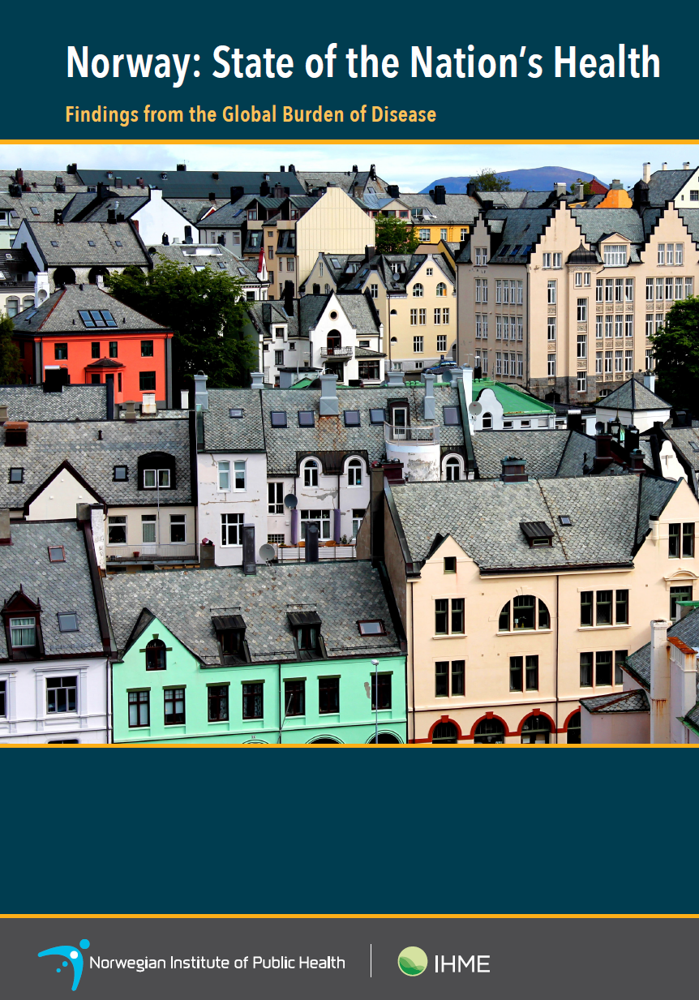 Norway: State of the Nation's Health
Findings from the Global Burden of Disease
Norwegian Institute of Public Health
IHME